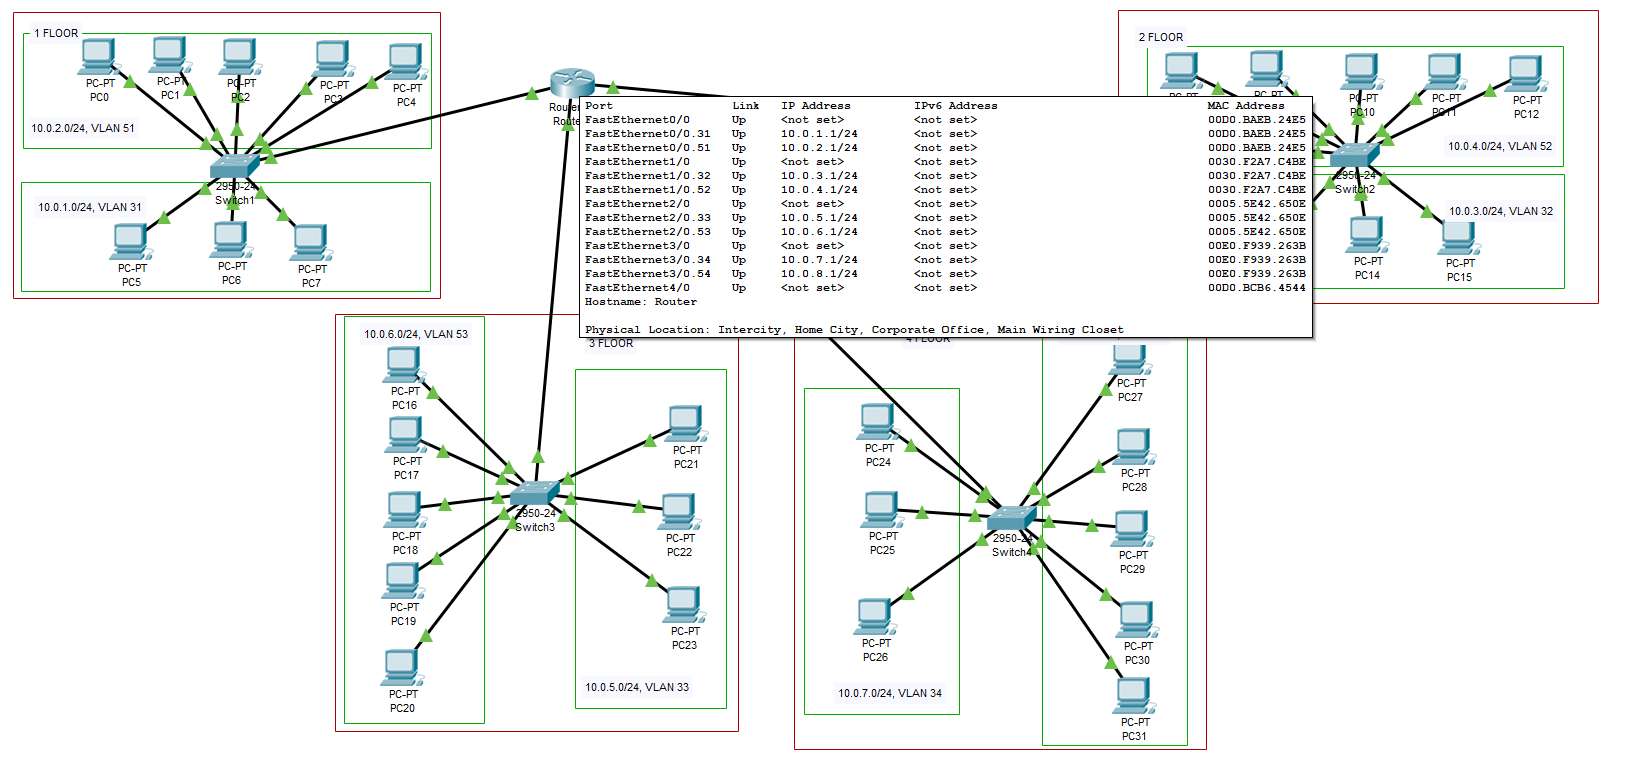 1 FLOOR
PC-PT
PC0
PC-PT
PC1
PC-PT
PC2
PC-PT
PC3
PC-PT
PC4
10.0.2.0/24, VLAN 51
2950-24
Switch1
10.0.1.0/24, VLAN 31
PC-PT
PC5
PC-PT
PC6
PC-PT
PC7
Port Link IP Address IPv6 Address MAC Address
FastEthernet0/0 Up <not set> <not set> 00D0.BAEB.24E5
FastEthernet0/0.31 Up 10.0.1.1/24 <not set> 00D0.BAEB.24E5
FastEthernet0/0.51 Up 10.0.2.1/24 <not set> 00D0.BAEB.24E5
FastEthernet1/0 Up <not set> <not set> 0030.F2A7.C4BE
FastEthernet1/0.32 Up 10.0.3.1/24 <not set> 0030.F2A7.C4BE
FastEthernet1/0.52 Up 10.0.4.1/24 <not set> 0030.F2A7.C4BE
FastEthernet2/0 Up <not set> <not set> 0005.5E42.650E
FastEthernet2/0.33 Up 10.0.5.1/24 <not set> 0005.5E42.650E
FastEthernet2/0.53 Up 10.0.6.1/24 <not set> 0005.5E42.650E
FastEthernet3/0 Up <not set> <not set> 00E0.F939.263B
FastEthernet3/0.34 Up 10.0.7.1/24 <not set> 00E0.F939.263B
FastEthernet3/0.54 Up 10.0.8.1/24 <not set> 00E0.F939.263B
FastEthernet4/0 Up <not set> <not set> 00D0.BCB6.4544
Hostname: Router
Physical Location: Intercity, Home City, Corporate Office, Main Wiring Closet
2 FLOOR
PC-PT
PC10
PC-PT
PC11
PC-PT
PC12
10.0.4.0/24, VLAN 52
2950-24
Switch2
10.0.3.0/24, VLAN 32
PC-PT
PC14
PC-PT
PC15
3 FLOOR
10.0.6.0/24, VLAN 53
PC-PT
PC16
PC-PT
PC17
PC-PT
PC18
PC-PT
PC19
PC-PT
PC20
2950-24
Switch3
PC-PT
PC21
PC-PT
PC22
PC-PT
PC23
10.0.5.0/24, VLAN 33
4 FLOOR
PC-PT
PC24
PC-PT
PC25
PC-PT
PC26
10.0.7.0/24, VLAN 34
2950-24
Switch4
PC-PT
PC27
PC-PT
PC28
PC-PT
PC29
PC-PT
PC30
PC-PT
PC31